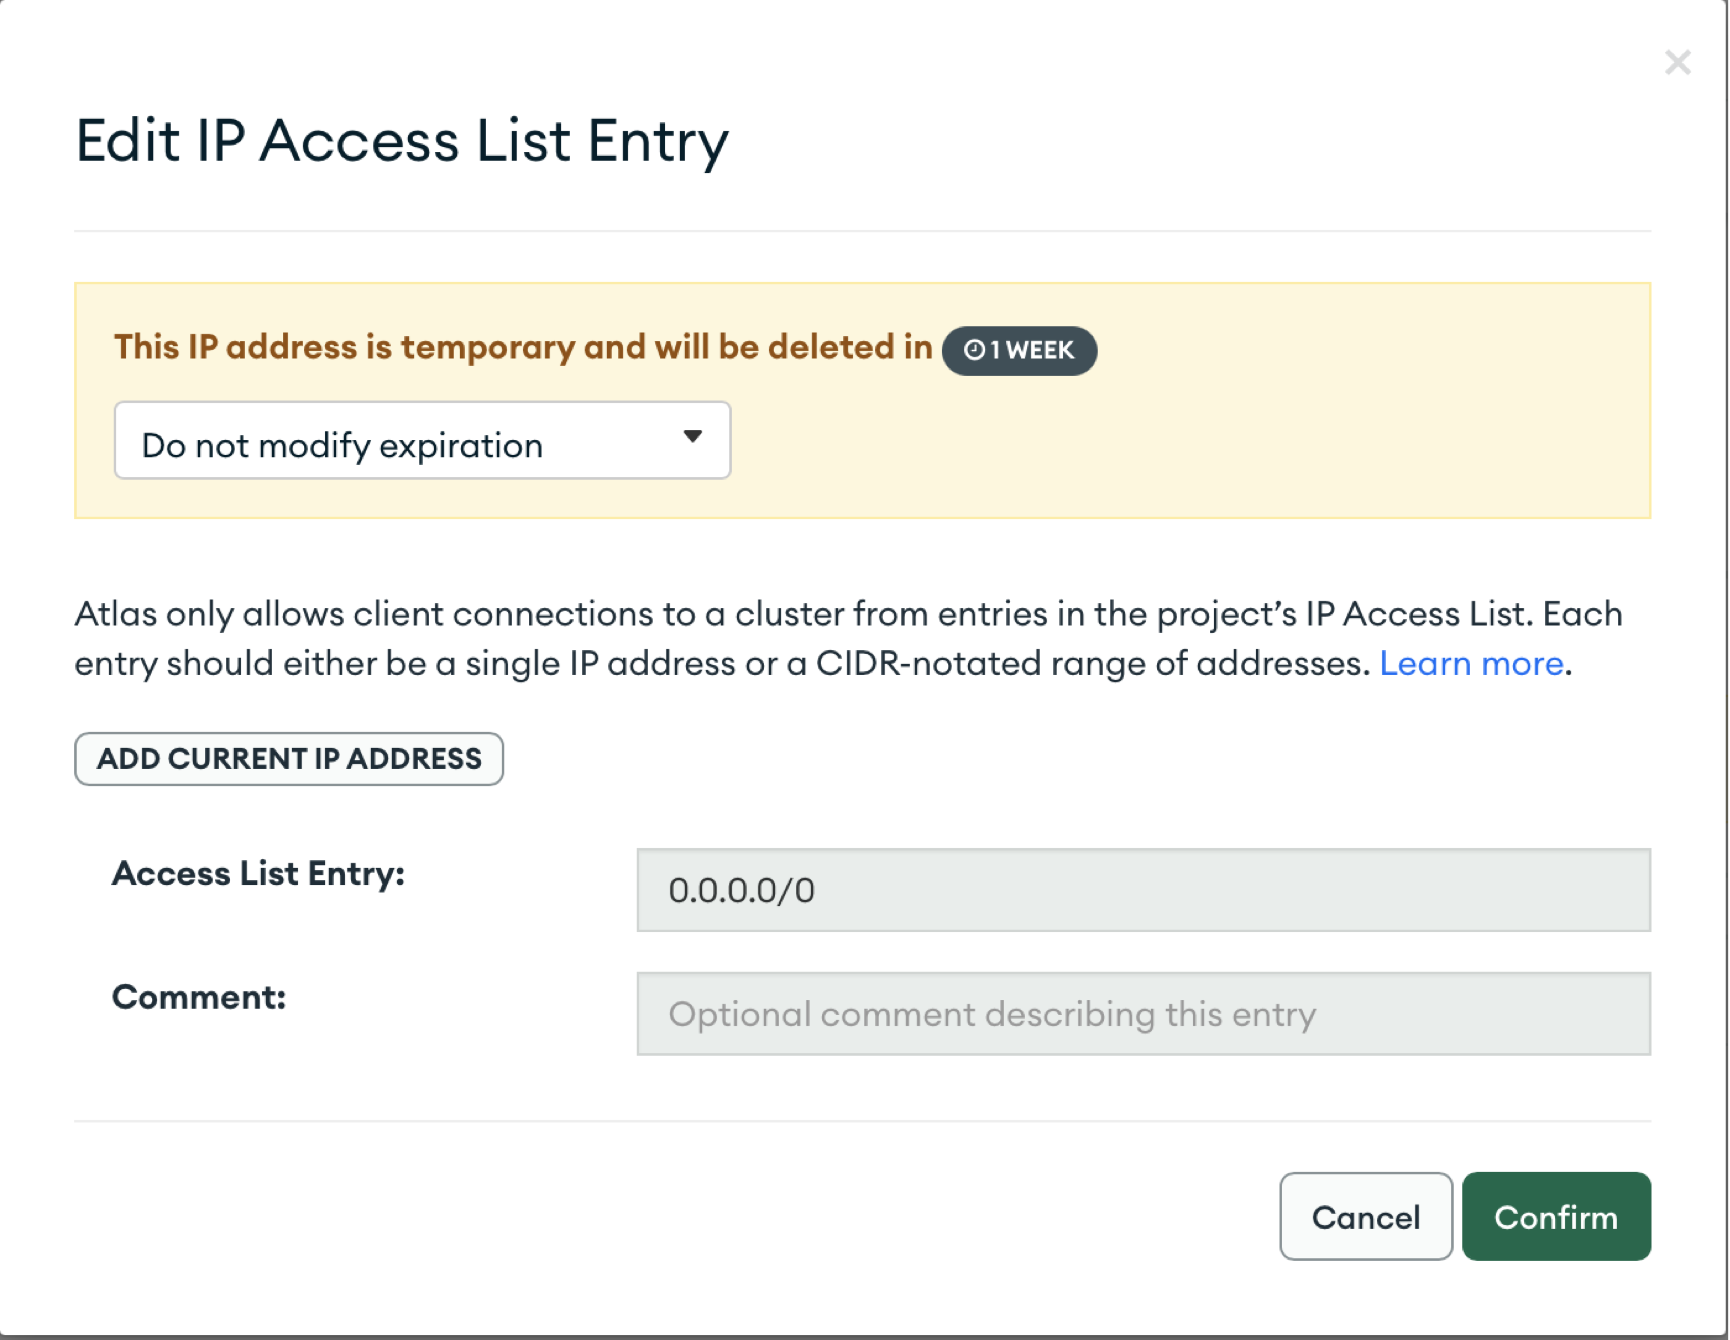 Edit IP Access List Entry
This IP address is temporary and will be deleted in 1 WEEK
Do not modify expiration
Atlas only allows client connections to a cluster from entries in the project’s IP Access List. Each
entry should either be a single IP address or a CIDR-notated range of addresses. Learn more.
ADD CURRENT IP ADDRESS
Access List Entry:
0.0.0.0/0
Comment:
Optional comment describing this entry
Cancel
Confirm